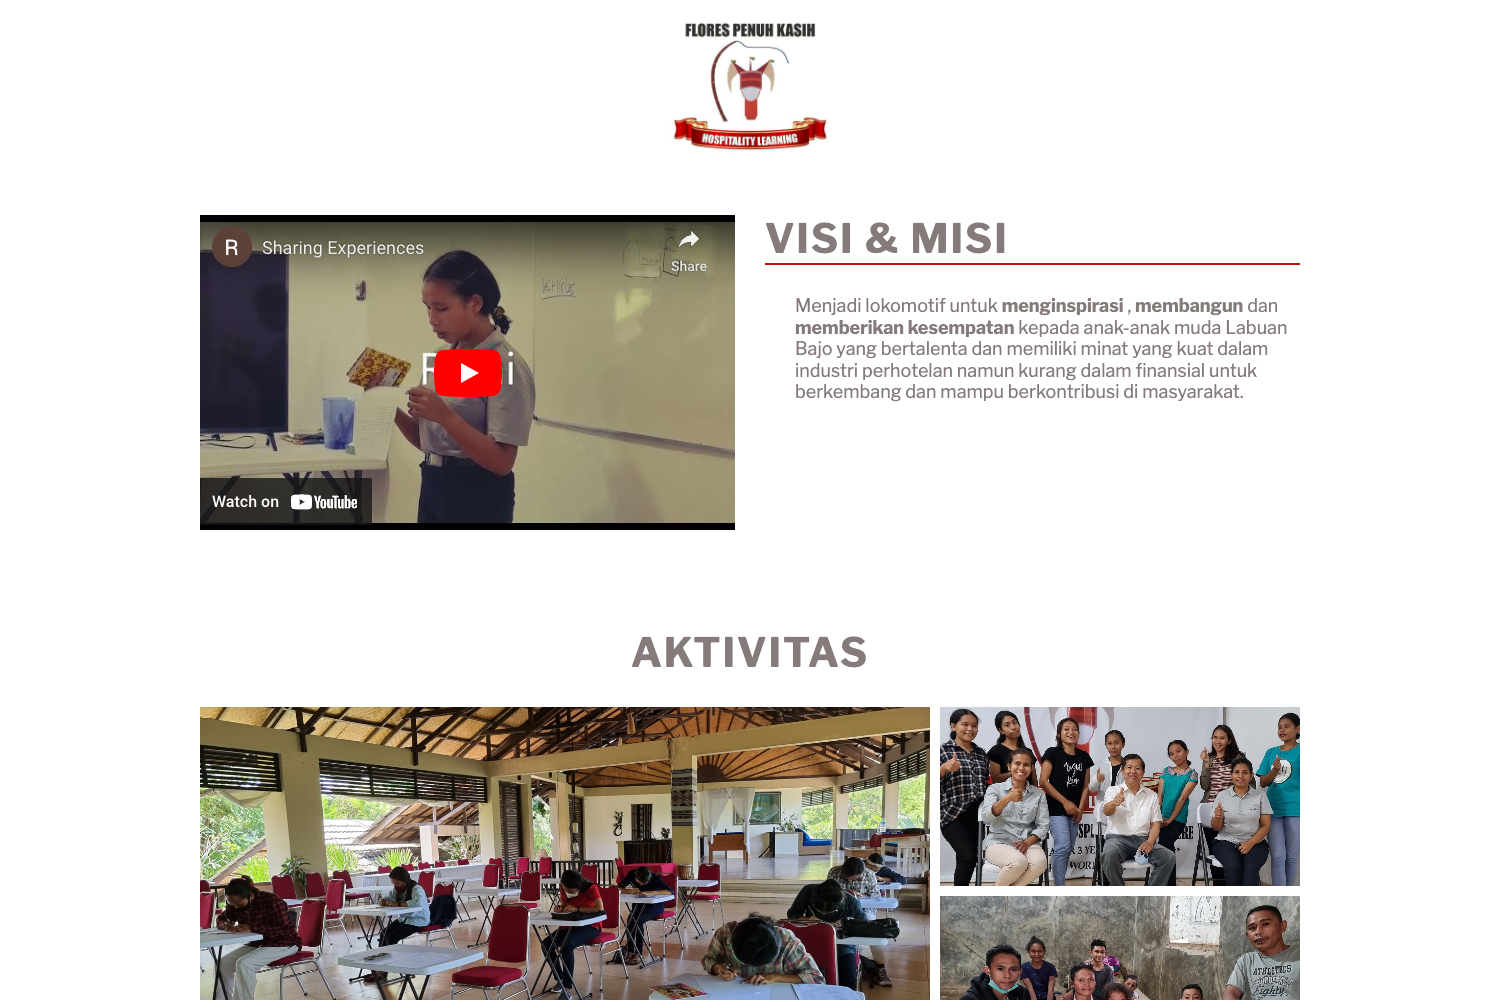 FLORES PENUH KASIH
HOSPITALITY LEARNING
R
Sharing Experiences
Share
Watch on YouTube
VISI & MISI
Menjadi lokomotif untuk menginspirasi , membangun dan
memberikan kesempatan kepada anak-anak muda Labuan
Bajo yang bertalenta dan memiliki minat yang kuat dalam
industri perhotelan namun kurang dalam finansial untuk
berkembang dan mampu berkontribusi di masyarakat.
AKTIVITAS